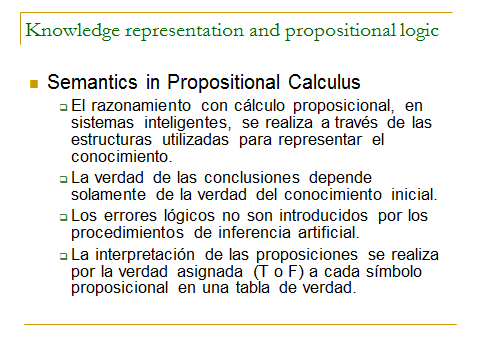 Knowledge representation and propositional logic
Semantics in Propositional Calculus
El razonamiento con cálculo proposicional, en
sistemas inteligentes, se realiza a través de las
estructuras utilizadas para representar el
conocimiento.
La verdad de las conclusiones depende
solamente de la verdad del conocimiento inicial.
Los errores lógicos no son introducidos por los
procedimientos de inferencia artificial.
La interpretación de las proposiciones se realiza
por la verdad asignada (T o F) a cada símbolo
proposicional en una tabla de verdad.